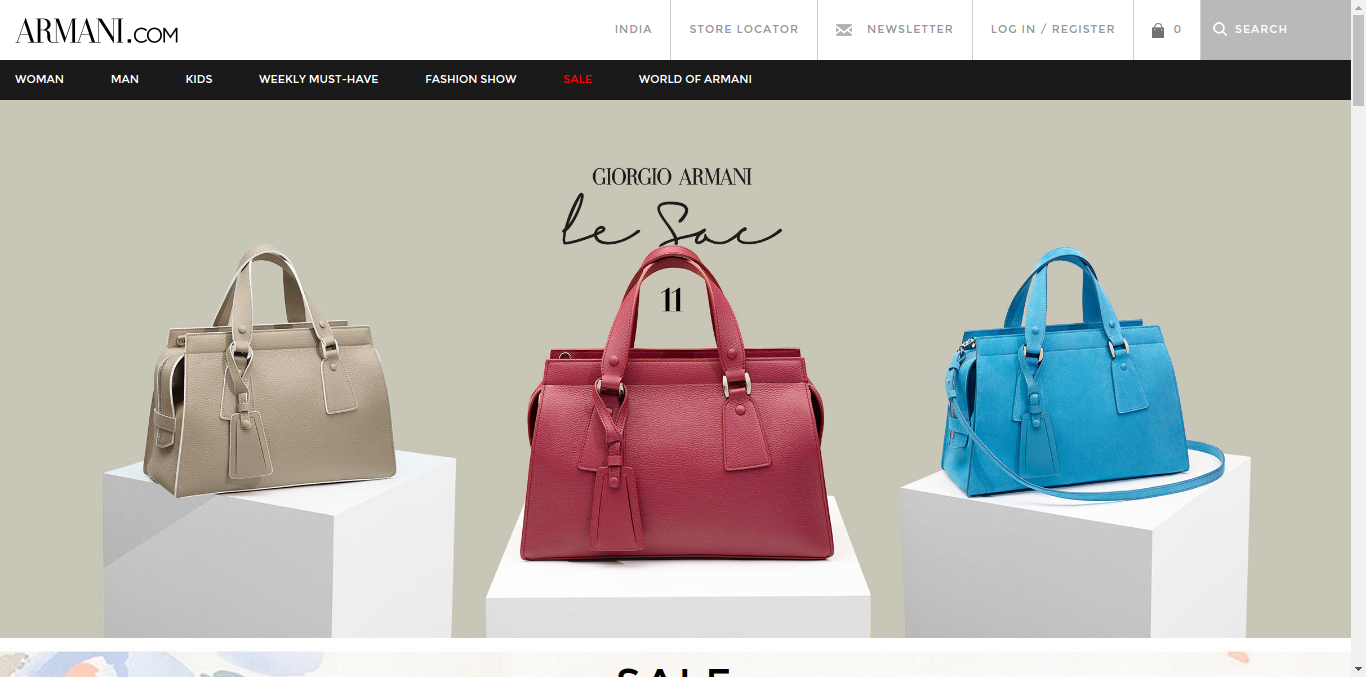 ARMANI.COM
INDIA
STORE LOCATOR
NEWSLETTER
LOG IN / REGISTER
0
SEARCH
WOMAN
MAN
KIDS
WEEKLY MUST-HAVE
FASHION SHOW
SALE
WORLD OF ARMANI
GIORGIO ARMANI
le Sac
11
SALE